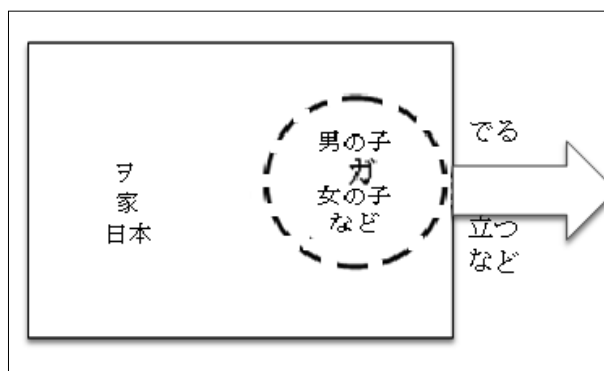 ヲ
家
日本
男の子
ガ
女の子
など
でる
立つ
など